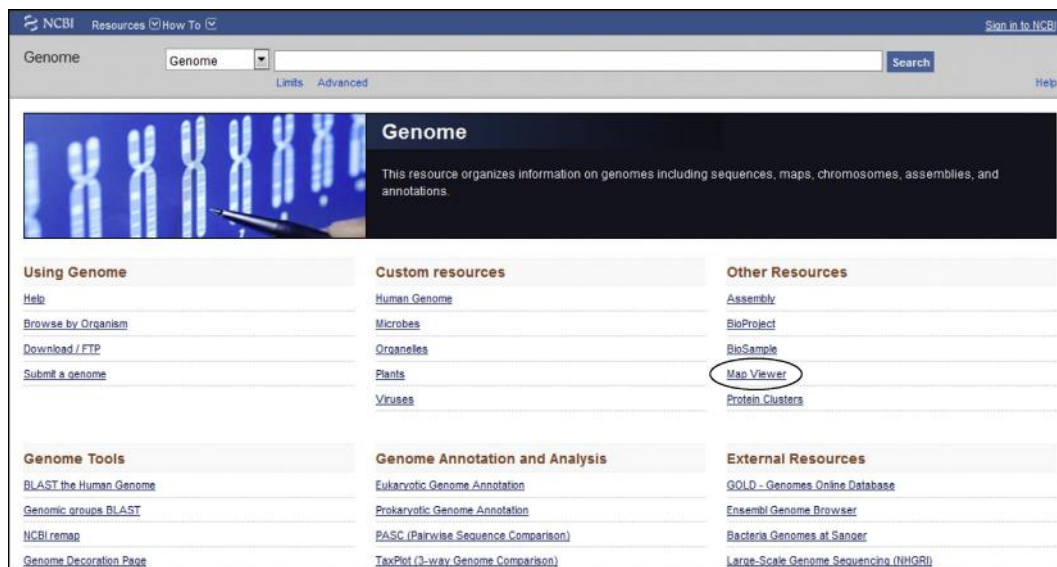 NCBI Resources How To Sign in to NCBI
Genome Genome Search
Limits Advanced Help
Genome
This resource organizes information on genomes including sequences, maps, chromosomes, assemblies, and
annotations.
Using Genome
Help
Browse by Organism
Download / FTP
Submit a genome
Custom resources
Human Genome
Microbes
Organelles
Plants
Viruses
Other Resources
Assembly
BioProject
BioSample
Map Viewer
Protein Clusters
Genome Tools
BLAST the Human Genome
Genomic groups BLAST
NCBI remap
Genome Decoration Page
Genome Annotation and Analysis
Eukaryotic Genome Annotation
Prokaryotic Genome Annotation
PASC (Pairwise Sequence Comparison)
TaxPlot (3-way Genome Comparison)
External Resources
GOLD - Genomes Online Database
Ensembl Genome Browser
Bacteria Genomes at Sanger
Large-Scale Genome Sequencing (NHGRI)